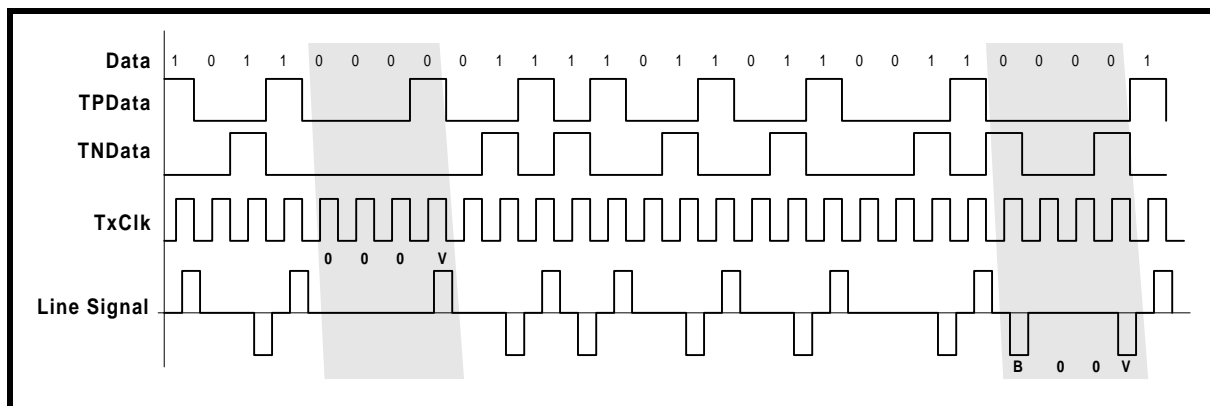 Data 1 0 1 1 0 0 0 0 0 1 1 1 1 0 1 1 0 1 1 0 0 1 1 0 0 0 0 1
TPData
TNData
TxClk
0 0 0 V
Line Signal
B 0 0 V